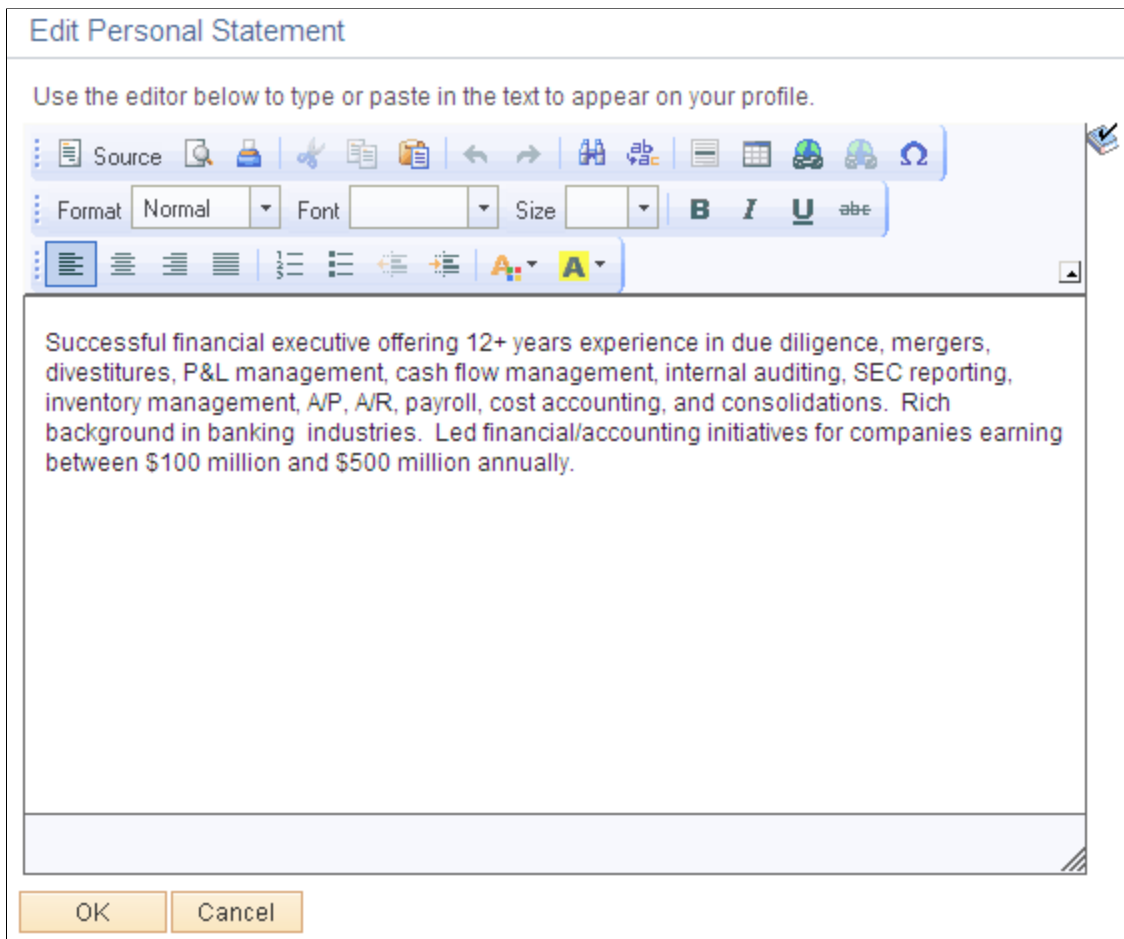 Edit Personal Statement
Use the editor below to type or paste in the text to appear on your profile.
Source
Format Normal Font Size B I U abc
Successful financial executive offering 12+ years experience in due diligence, mergers,
divestitures, P&L management, cash flow management, internal auditing, SEC reporting,
inventory management, A/P, A/R, payroll, cost accounting, and consolidations.  Rich
background in banking  industries.  Led financial/accounting initiatives for companies earning
between $100 million and $500 million annually.
OK Cancel